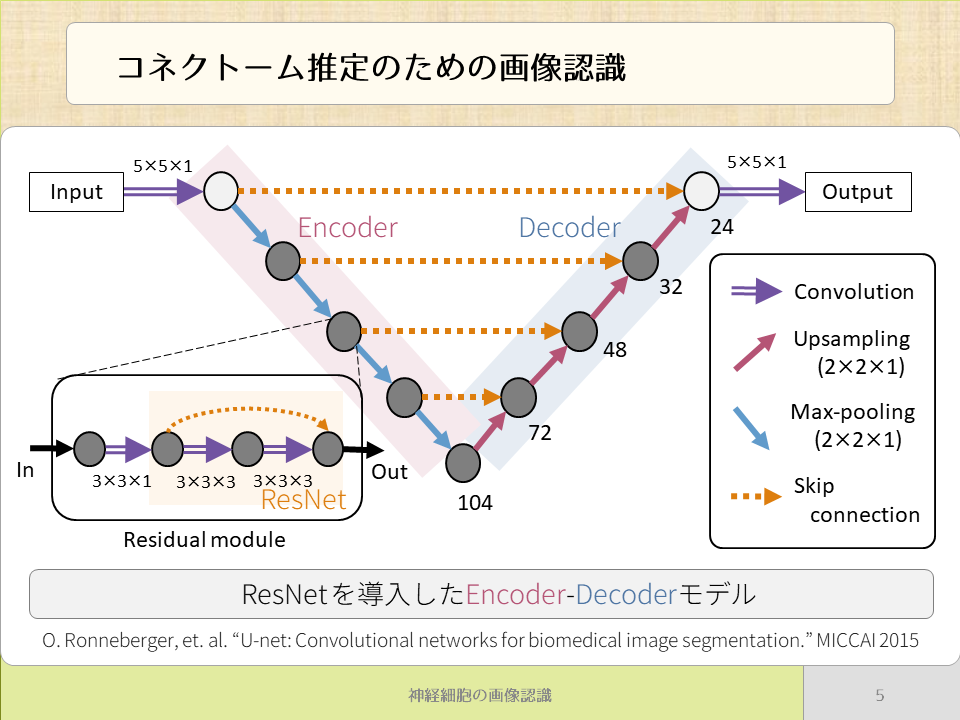 コネクトーム推定のための画像認識
5×5×1
5×5×1
Input
Output
Encoder
Decoder
24
32
48
72
104
Convolution
Upsampling
(2×2×1)
Max-pooling
(2×2×1)
Skip
connection
In
Out
3×3×1
3×3×3
3×3×3
ResNet
Residual module
ResNetを導入したEncoder-Decoderモデル
O. Ronneberger, et. al. “U-net: Convolutional networks for biomedical image segmentation.” MICCAI 2015
神経細胞の画像認識
5